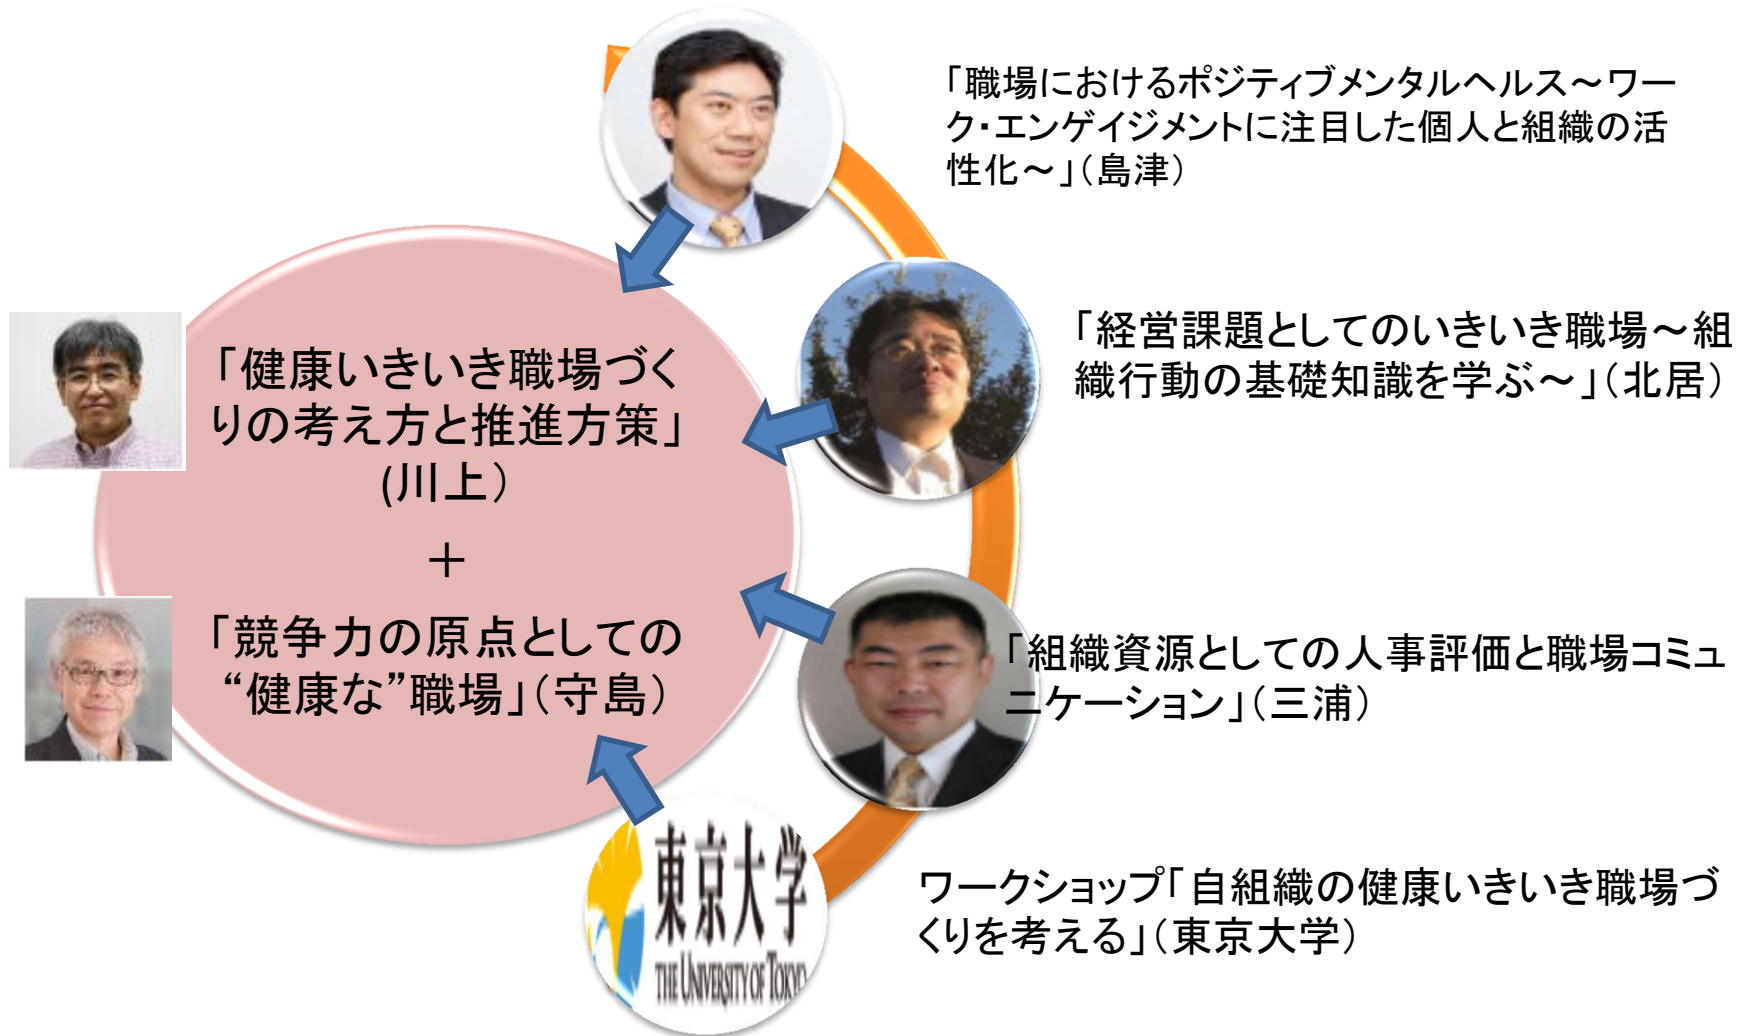 「職場におけるポジティブメンタルヘルス～ワー
ク・エンゲイジメントに注目した個人と組織の活
性化～」（島津）
「経営課題としてのいきいき職場～組
織行動の基礎知識を学ぶ～」（北居）
「健康いきいき職場づく
りの考え方と推進方策」
(川上）
＋
「競争力の原点としての
“健康な”職場」（守島）
「組織資源としての人事評価と職場コミュ
ニケーション」（三浦）
ワークショップ「自組織の健康いきいき職場づ
くりを考える」（東京大学）
東京大学
THE UNIVERSITY OF TOKYO